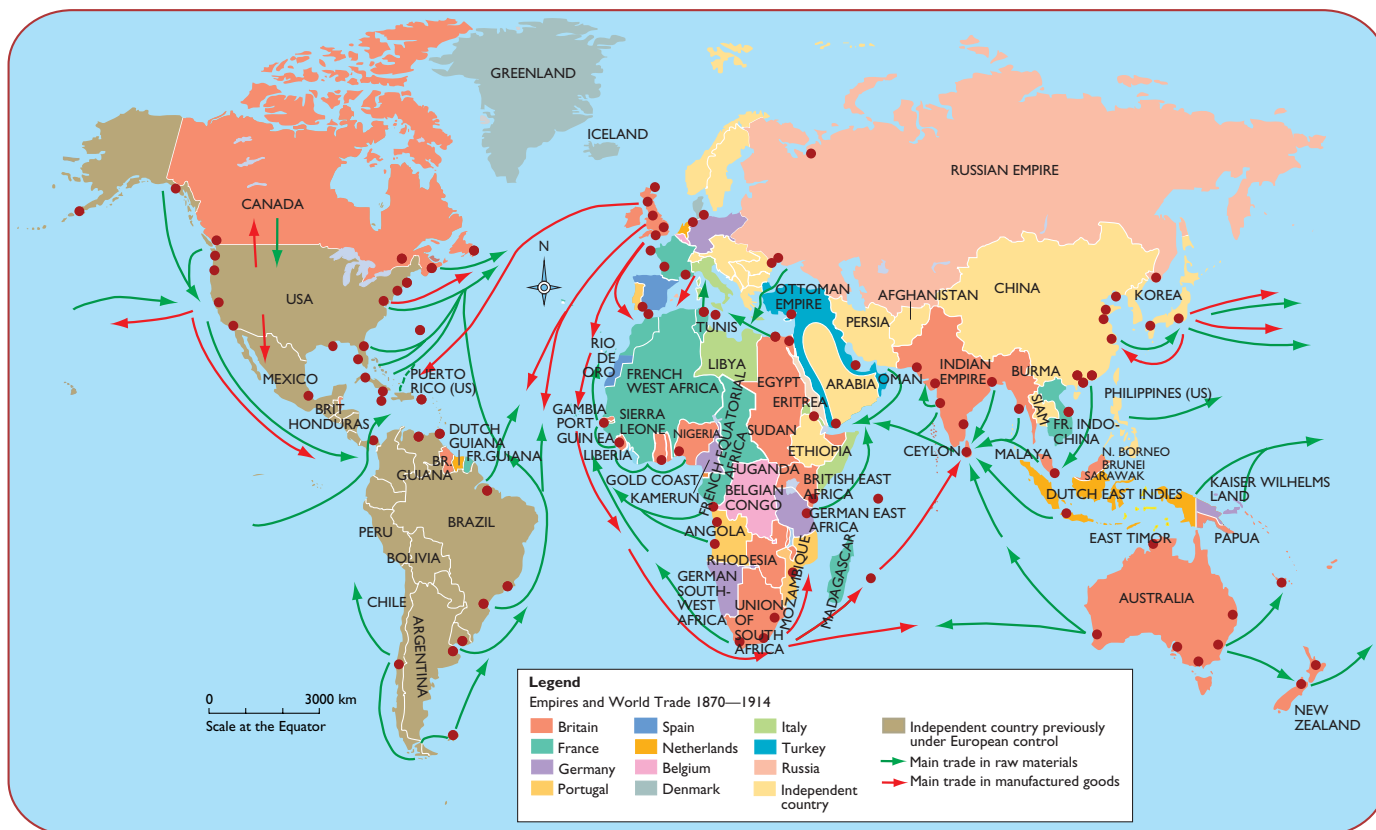 GREENLAND
ICELAND
RUSSIAN EMPIRE
CANADA
N
USA
OTTOMAN
EMPIRE
AFGHANISTAN
CHINA
KOREA
PERSIA
TUNIS
MEXICO
PUERTO
RICO (US)
RIO
DE
ORO
FRENCH
WEST AFRICA
LIBYA
EGYPT
ARABIA
OMAN
INDIAN
EMPIRE
BURMA
PHILIPPINES (US)
BRIT
HONDURAS
GAMBIA
PORT
GUIN EA
SIERRA
LEONE
LIBERIA
NIGERIA
FRENCH EQUATORIAL
AFRICA
ERITREA
SUDAN
ETHIOPIA
SIAM
FR. INDO-
CHINA
DUTCH
GUIANA
BR.
GUIANA
FR.GUIANA
CEYLON
MALAYA
N. BORNEO
BRUNEI
SARAWAK
GOLD COAST
KAMERUN
UGANDA
BRITISH EAST
AFRICA
BELGIAN
CONGO
GERMAN EAST
AFRICA
DUTCH EAST INDIES
KAISER WILHELMS
LAND
BRAZIL
PERU
BOLIVIA
ANGOLA
RHODESIA
MOZAMBIQUE
MADAGASCAR
EAST TIMOR
PAPUA
CHILE
ARGENTINA
GERMAN
SOUTH-
WEST
AFRICA
UNION
OF
SOUTH
AFRICA
AUSTRALIA
NEW
ZEALAND
0 3000 km
Scale at the Equator
Legend
Empires and World Trade 1870—1914
Britain
France
Germany
Portugal
Spain
Netherlands
Belgium
Denmark
Italy
Turkey
Russia
Independent
country
Independent country previously
under European control
Main trade in raw materials
Main trade in manufactured goods